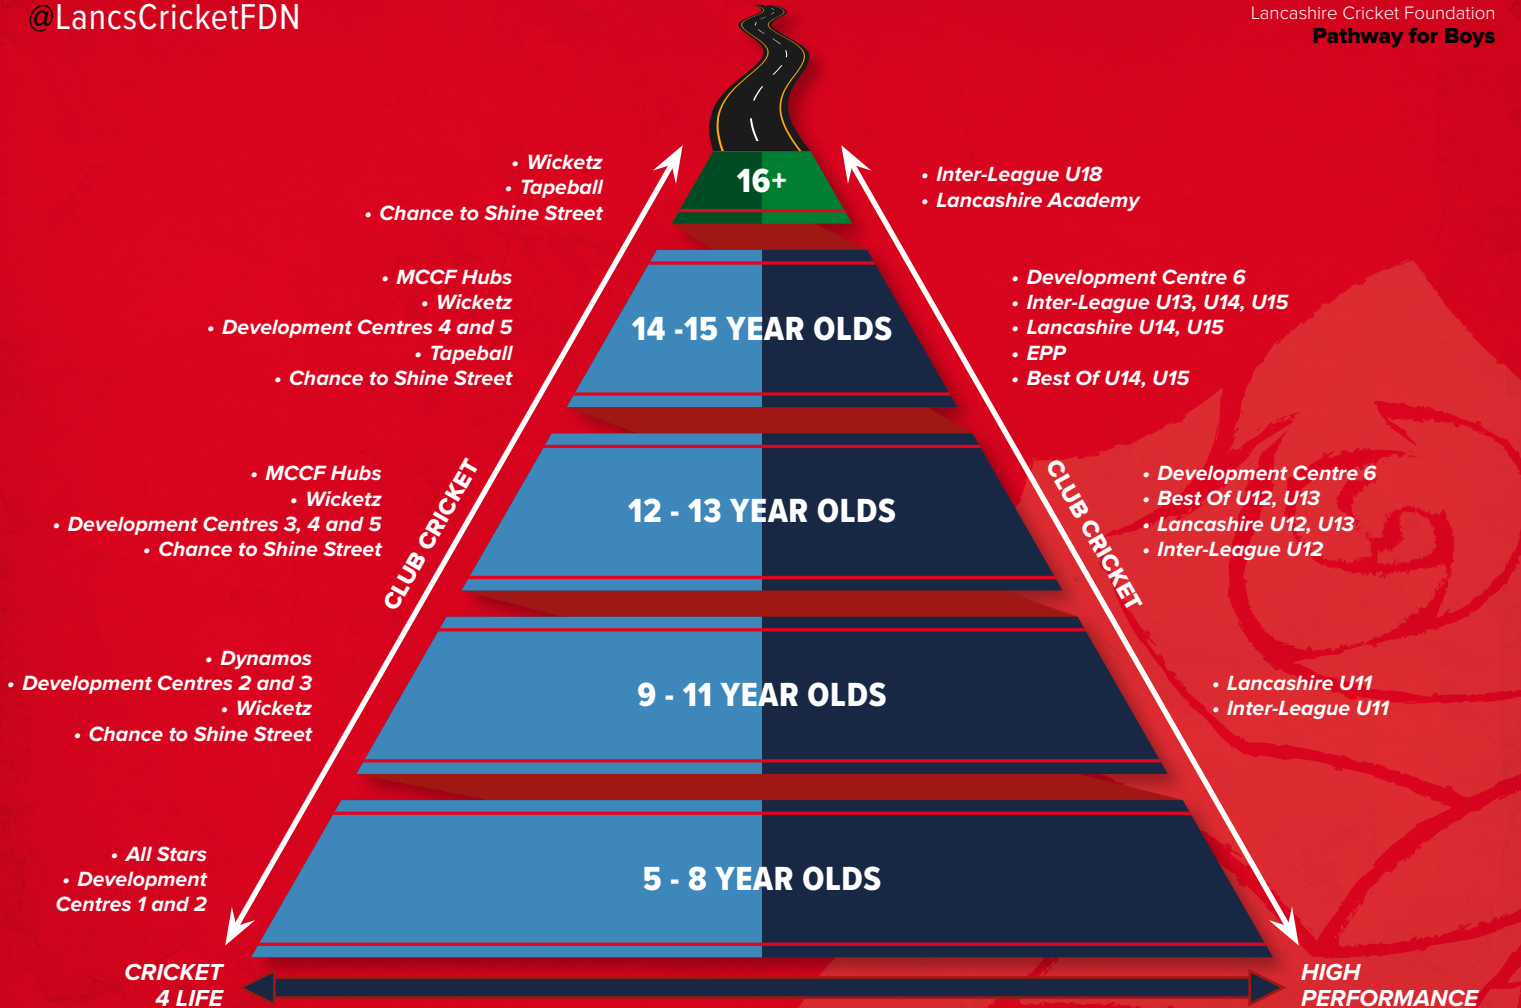 @LancsCricketFDN
Lancashire Cricket Foundation
Pathway for Boys
• Wicketz
• Tapeball
• Chance to Shine Street
16+
• Inter-League U18
• Lancashire Academy
• MCCF Hubs
• Wicketz
• Development Centres 4 and 5
• Tapeball
• Chance to Shine Street
14 -15 YEAR OLDS
• Development Centre 6
• Inter-League U13, U14, U15
• Lancashire U14, U15
• EPP
• Best Of U14, U15
• MCCF Hubs
• Wicketz
• Development Centres 3, 4 and 5
• Chance to Shine Street
CLUB CRICKET
12 - 13 YEAR OLDS
CLUB CRICKET
• Development Centre 6
• Best Of U12, U13
• Lancashire U12, U13
• Inter-League U12
• Dynamos
• Development Centres 2 and 3
• Wicketz
• Chance to Shine Street
9 - 11 YEAR OLDS
• Lancashire U11
• Inter-League U11
• All Stars
• Development
Centres 1 and 2
5 - 8 YEAR OLDS
CRICKET
4 LIFE
HIGH
PERFORMANCE